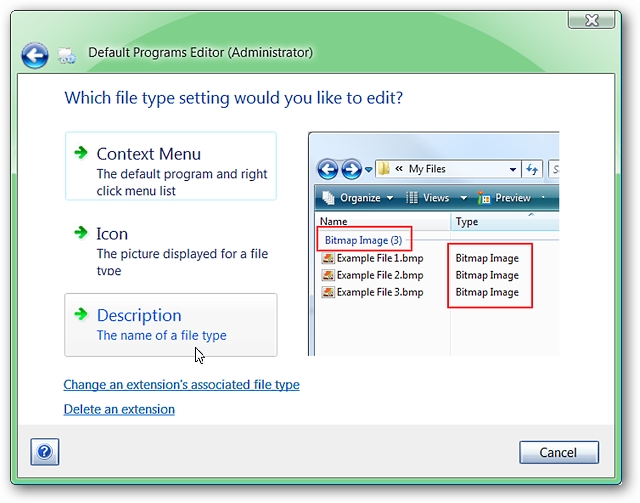 Default Programs Editor (Administrator)
Which file type setting would you like to edit?
Context Menu
The default program and right
click menu list
Icon
The picture displayed for a file
type
Description
The name of a file type
Change an extension's associated file type
Delete an extension
« My Files
Organize Views Preview
Name Type
Bitmap Image (3)
Example File 1.bmp Bitmap Image
Example File 2.bmp Bitmap Image
Example File 3.bmp Bitmap Image
?
Cancel